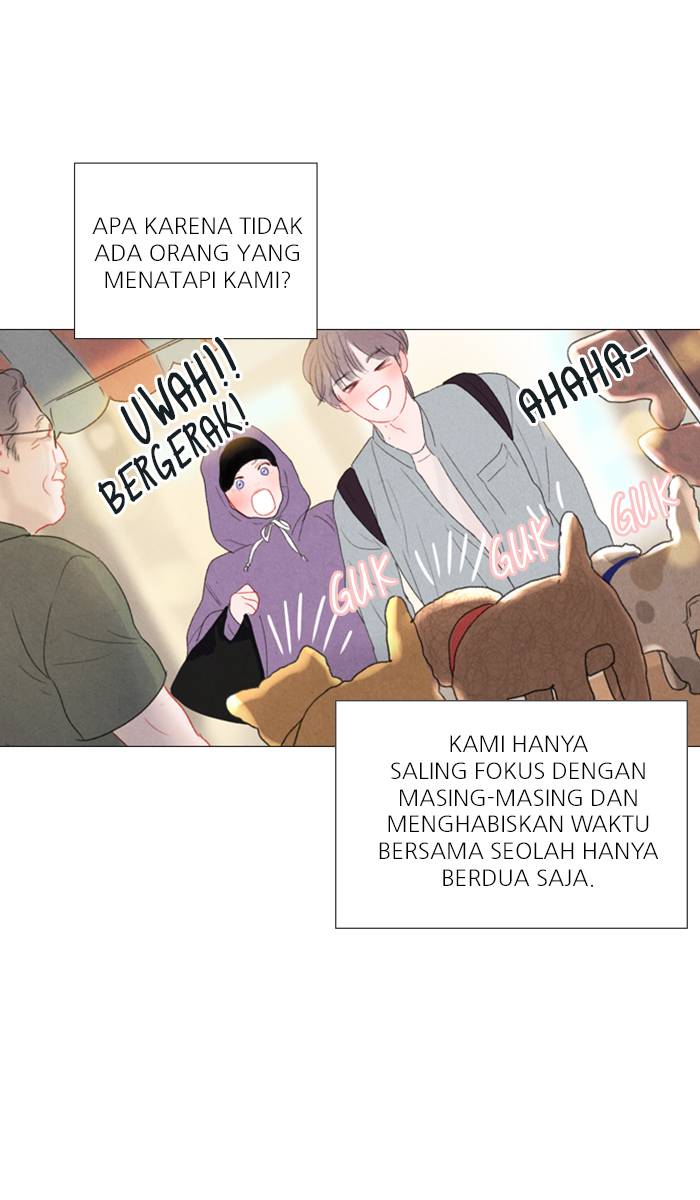 APA KARENA TIDAK
ADA ORANG YANG
MENATAPI KAMI?
UWAH!!
BERGERAK!
AHAHA-
GUK
GUK
GUK
KAMI HANYA
SALING FOKUS DENGAN
MASING-MASING DAN
MENGHABISKAN WAKTU
BERSAMA SEOLAH HANYA
BERDUA SAJA.